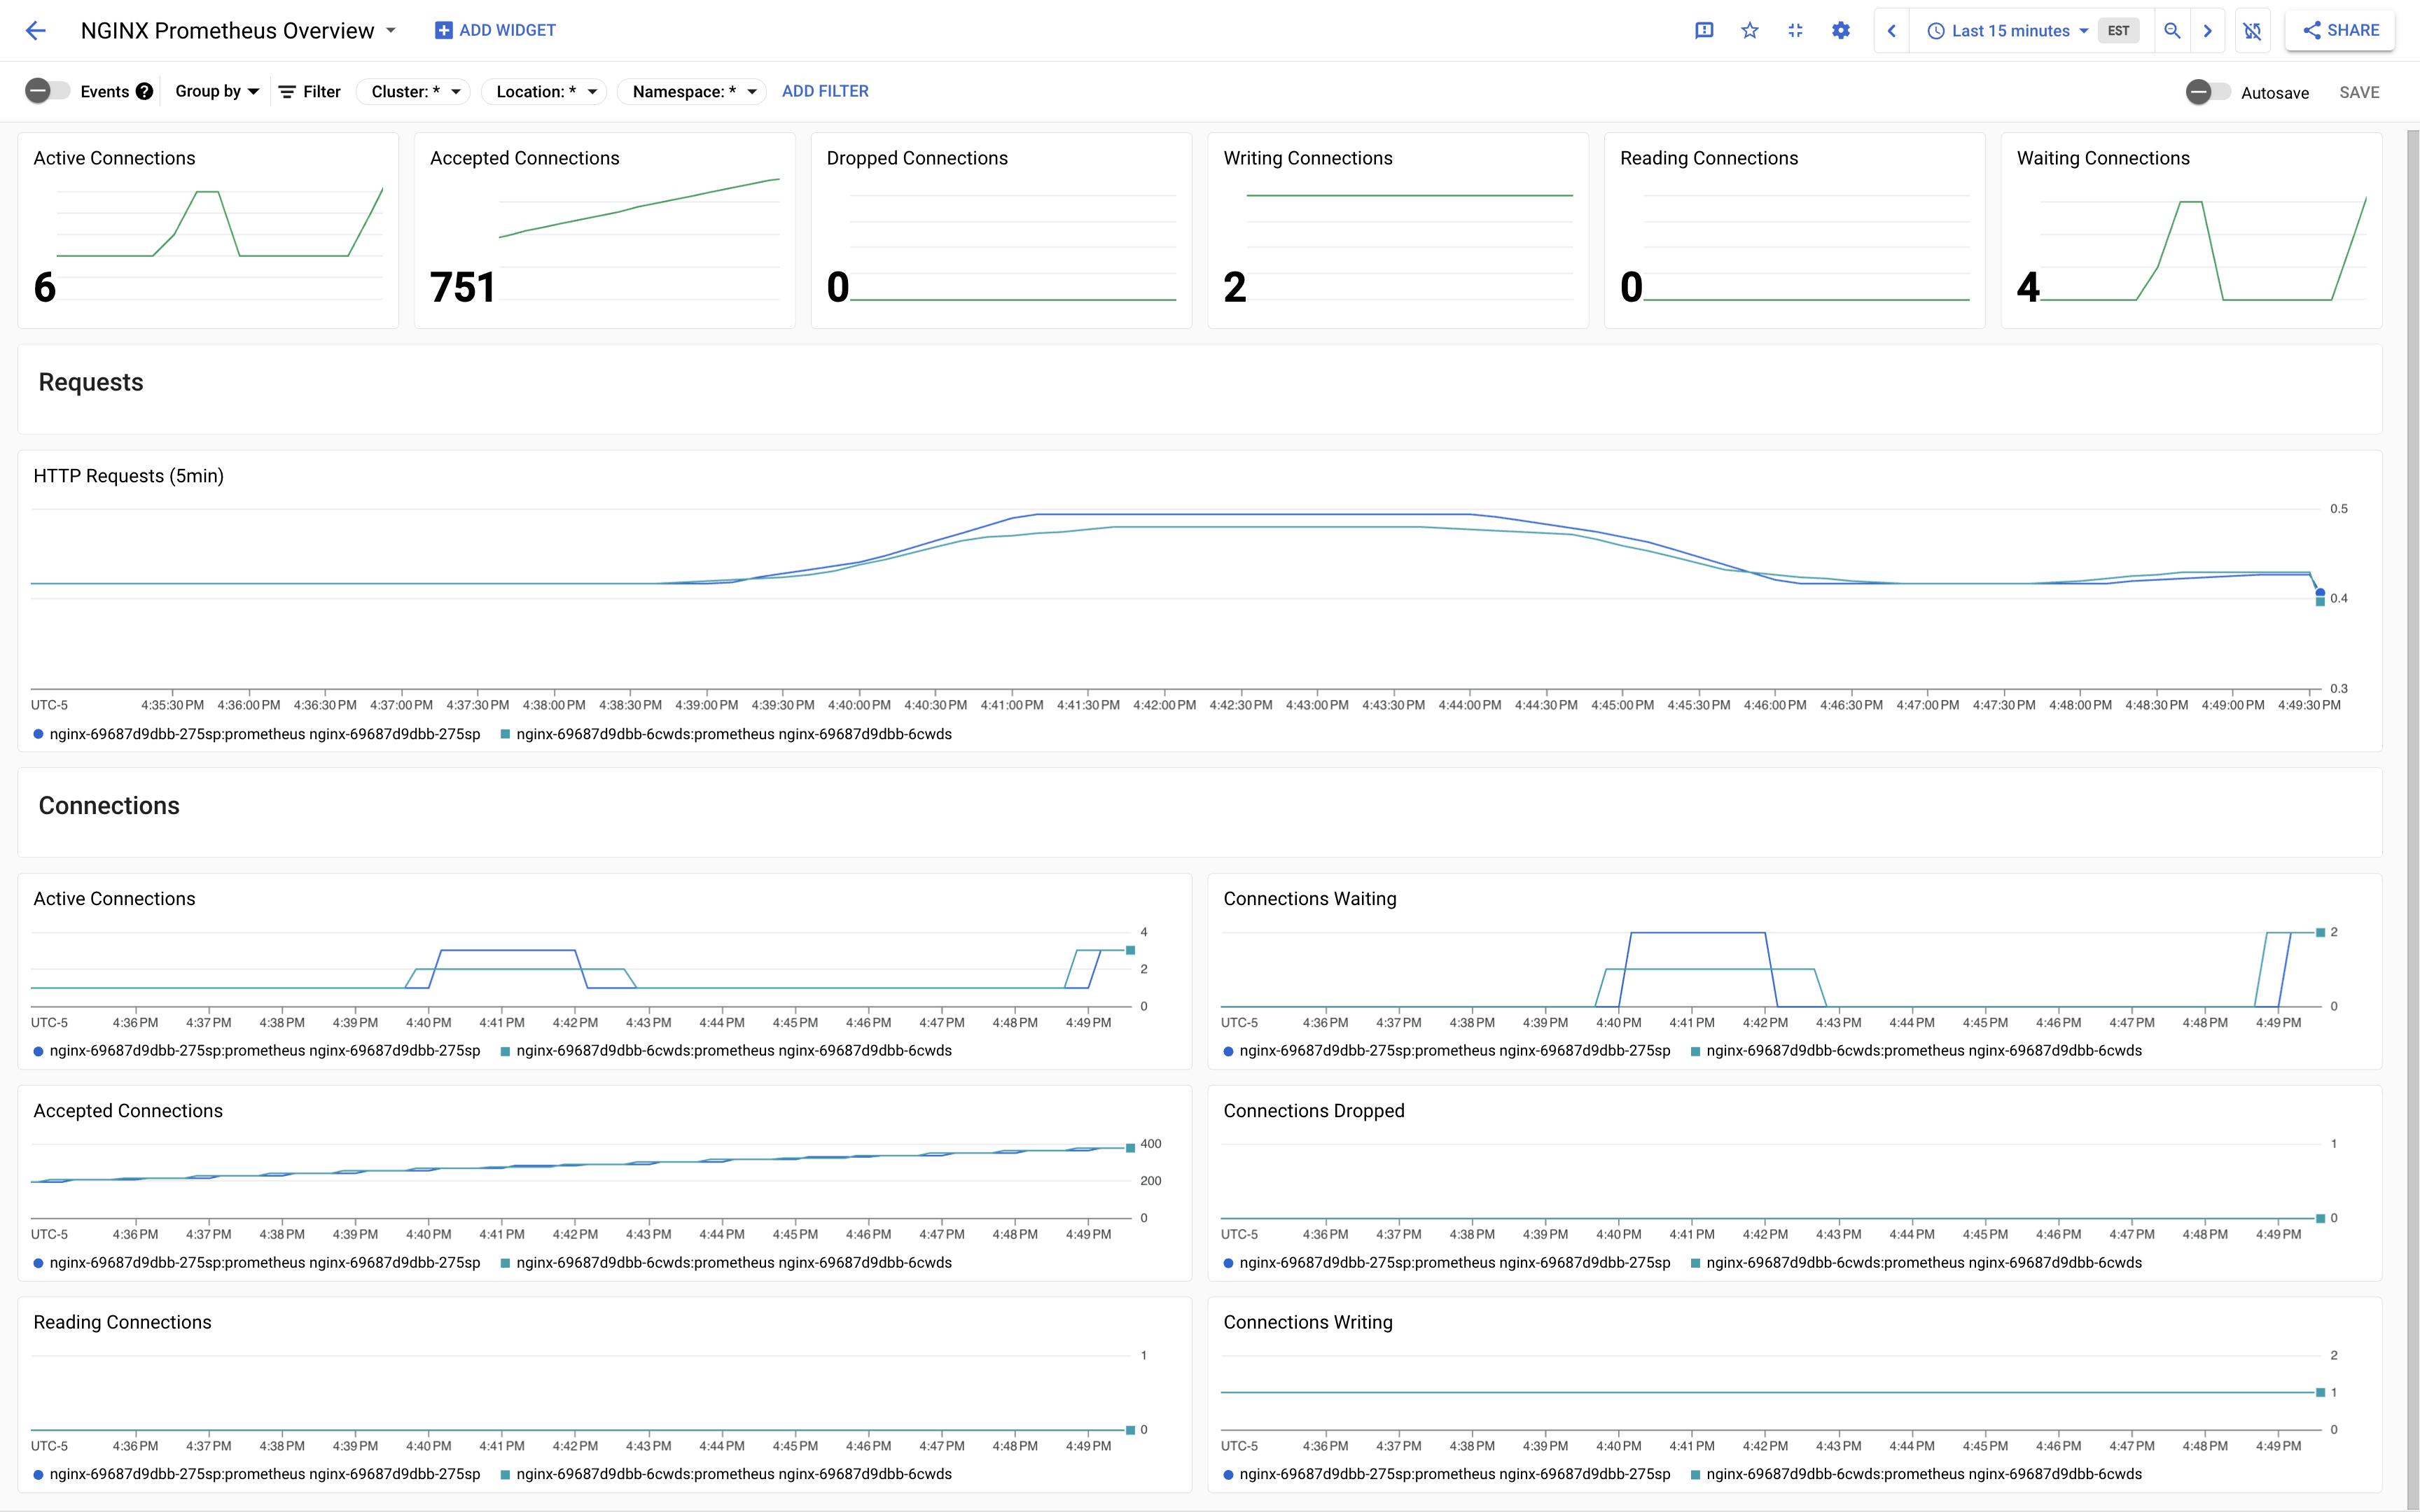 NGINX Prometheus Overview
ADD WIDGET
Last 15 minutes
EST
SHARE
Events
Group by
Filter
Cluster: *
Location: *
Namespace: *
ADD FILTER
Autosave
SAVE
Active Connections
6
Accepted Connections
751
Dropped Connections
0
Writing Connections
2
Reading Connections
0
Waiting Connections
4
Requests
HTTP Requests (5min)
0.5
0.4
0.3
UTC-5 4:35:30 PM 4:36:00 PM 4:36:30 PM 4:37:00 PM 4:37:30 PM 4:38:00 PM 4:38:30 PM 4:39:00 PM 4:39:30 PM 4:40:00 PM 4:40:30 PM 4:41:00 PM 4:41:30 PM 4:42:00 PM 4:42:30 PM 4:43:00 PM 4:43:30 PM 4:44:00 PM 4:44:30 PM 4:45:00 PM 4:45:30 PM 4:46:00 PM 4:46:30 PM 4:47:00 PM 4:47:30 PM 4:48:00 PM 4:48:30 PM 4:49:00 PM 4:49:30 PM
nginx-69687d9dbb-275sp:prometheus nginx-69687d9dbb-275sp nginx-69687d9dbb-6cwds:prometheus nginx-69687d9dbb-6cwds
Connections
Active Connections
4
2
0
UTC-5 4:36 PM 4:37 PM 4:38 PM 4:39 PM 4:40 PM 4:41 PM 4:42 PM 4:43 PM 4:44 PM 4:45 PM 4:46 PM 4:47 PM 4:48 PM 4:49 PM
nginx-69687d9dbb-275sp:prometheus nginx-69687d9dbb-275sp nginx-69687d9dbb-6cwds:prometheus nginx-69687d9dbb-6cwds
Connections Waiting
2
0
UTC-5 4:36 PM 4:37 PM 4:38 PM 4:39 PM 4:40 PM 4:41 PM 4:42 PM 4:43 PM 4:44 PM 4:45 PM 4:46 PM 4:47 PM 4:48 PM 4:49 PM
nginx-69687d9dbb-275sp:prometheus nginx-69687d9dbb-275sp nginx-69687d9dbb-6cwds:prometheus nginx-69687d9dbb-6cwds
Accepted Connections
400
200
0
UTC-5 4:36 PM 4:37 PM 4:38 PM 4:39 PM 4:40 PM 4:41 PM 4:42 PM 4:43 PM 4:44 PM 4:45 PM 4:46 PM 4:47 PM 4:48 PM 4:49 PM
nginx-69687d9dbb-275sp:prometheus nginx-69687d9dbb-275sp nginx-69687d9dbb-6cwds:prometheus nginx-69687d9dbb-6cwds
Connections Dropped
1
0
UTC-5 4:36 PM 4:37 PM 4:38 PM 4:39 PM 4:40 PM 4:41 PM 4:42 PM 4:43 PM 4:44 PM 4:45 PM 4:46 PM 4:47 PM 4:48 PM 4:49 PM
nginx-69687d9dbb-275sp:prometheus nginx-69687d9dbb-275sp nginx-69687d9dbb-6cwds:prometheus nginx-69687d9dbb-6cwds
Reading Connections
1
0
UTC-5 4:36 PM 4:37 PM 4:38 PM 4:39 PM 4:40 PM 4:41 PM 4:42 PM 4:43 PM 4:44 PM 4:45 PM 4:46 PM 4:47 PM 4:48 PM 4:49 PM
nginx-69687d9dbb-275sp:prometheus nginx-69687d9dbb-275sp nginx-69687d9dbb-6cwds:prometheus nginx-69687d9dbb-6cwds
Connections Writing
2
1
0
UTC-5 4:36 PM 4:37 PM 4:38 PM 4:39 PM 4:40 PM 4:41 PM 4:42 PM 4:43 PM 4:44 PM 4:45 PM 4:46 PM 4:47 PM 4:48 PM 4:49 PM
nginx-69687d9dbb-275sp:prometheus nginx-69687d9dbb-275sp nginx-69687d9dbb-6cwds:prometheus nginx-69687d9dbb-6cwds